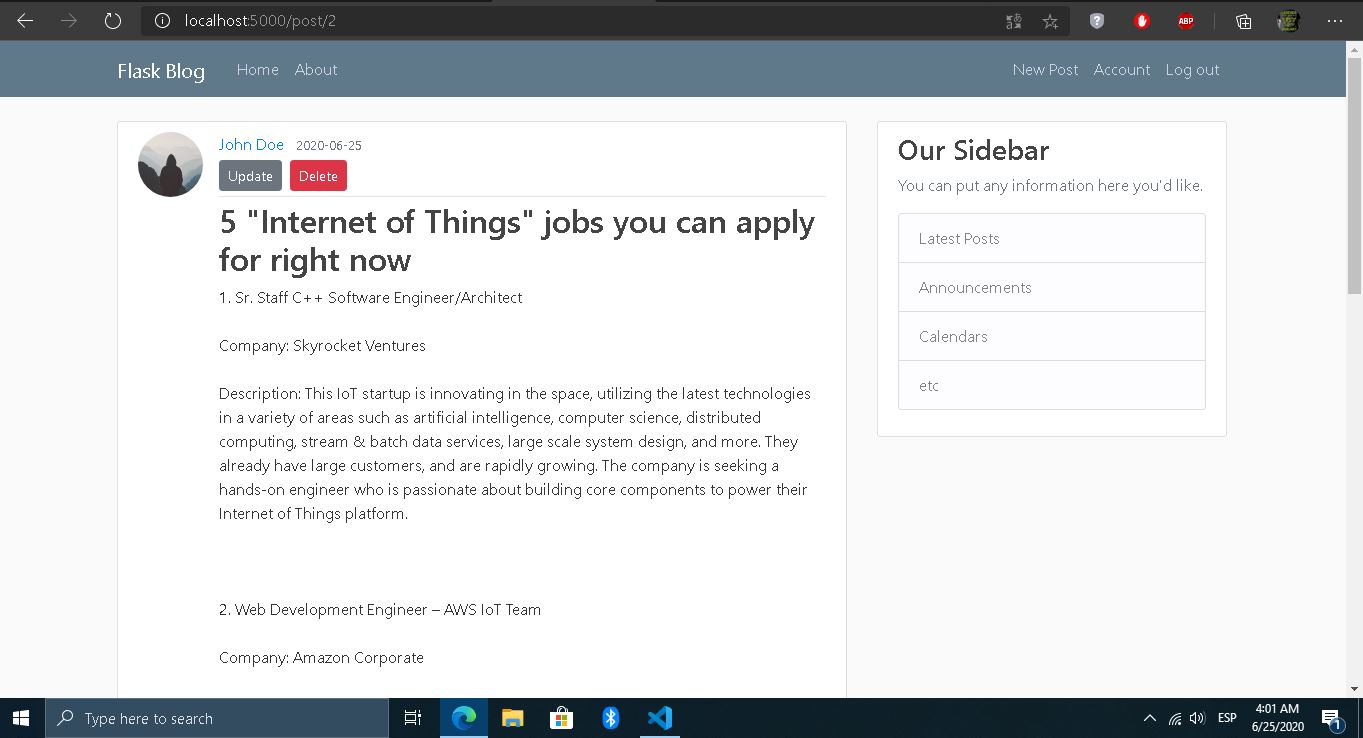 localhost:5000/post/2
ABP
Flask Blog
Home
About
New Post
Account
Log out
John Doe 2020-06-25
Update
Delete
5 "Internet of Things" jobs you can apply
for right now
1. Sr. Staff C++ Software Engineer/Architect
Company: Skyrocket Ventures
Description: This IoT startup is innovating in the space, utilizing the latest technologies
in a variety of areas such as artificial intelligence, computer science, distributed
computing, stream & batch data services, large scale system design, and more. They
already have large customers, and are rapidly growing. The company is seeking a
hands-on engineer who is passionate about building core components to power their
Internet of Things platform.
2. Web Development Engineer – AWS IoT Team
Company: Amazon Corporate
Our Sidebar
You can put any information here you'd like.
Latest Posts
Announcements
Calendars
etc
Type here to search
ESP
4:01 AM
6/25/2020
1